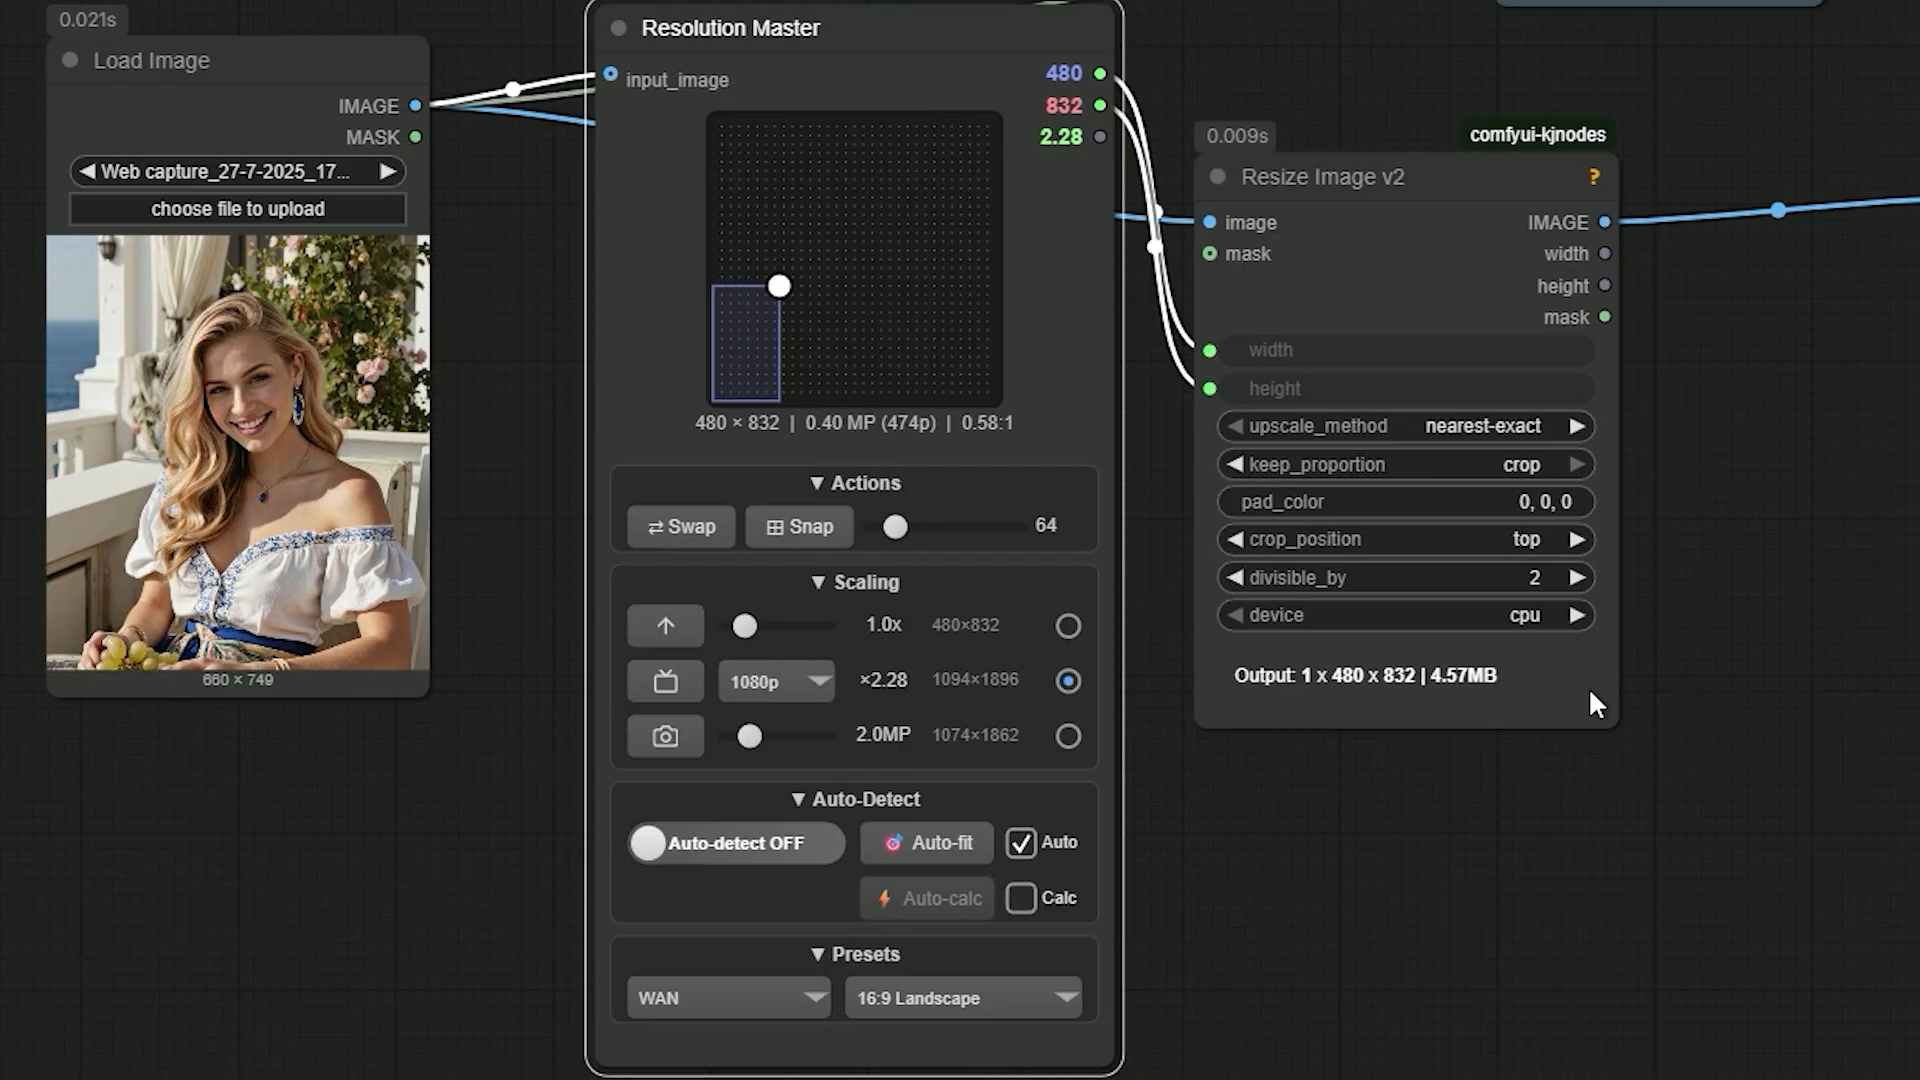 0.021s
Load Image
IMAGE
MASK
Web capture_27-7-2025_17...
choose file to upload
660 × 749
Resolution Master
input_image
480
832
2.28
480 × 832 | 0.40 MP (474p) | 0.58:1
▼ Actions
Swap Snap 64
▼ Scaling
1.0x 480×832
1080p ×2.28 1094×1896
2.0MP 1074×1862
▼ Auto-Detect
Auto-detect OFF Auto-fit Auto
Auto-calc Calc
▼ Presets
WAN 16:9 Landscape
0.009s comfyui-kjnodes
Resize Image v2 ?
image IMAGE
mask width
height
mask
width
height
upscale_method nearest-exact
keep_proportion crop
pad_color 0, 0, 0
crop_position top
divisible_by 2
device cpu
Output: 1 x 480 x 832 | 4.57MB